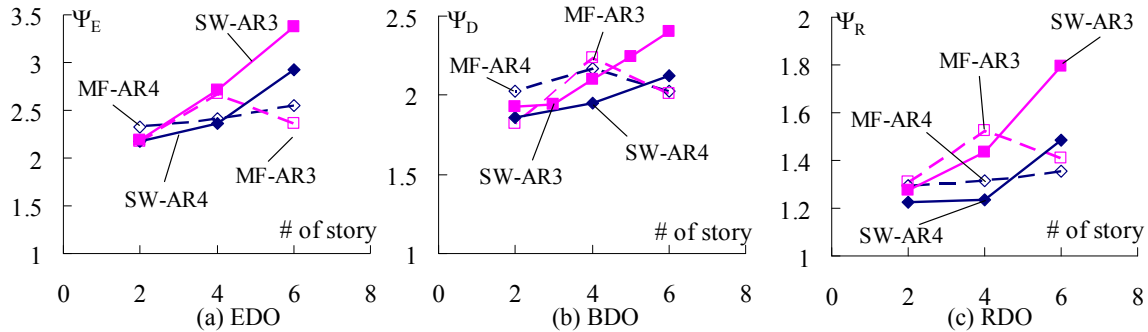 3.5
3
2.5
2
1.5
1
Ψ_E
SW-AR3
MF-AR4
SW-AR4
MF-AR3
# of story
0 2 4 6 8
(a) EDO
2.5
2
1.5
1
Ψ_D
MF-AR3
MF-AR4
SW-AR3
SW-AR4
# of story
0 2 4 6 8
(b) BDO
2
1.8
1.6
1.4
1.2
1
Ψ_R
SW-AR3
MF-AR3
MF-AR4
SW-AR4
# of story
0 2 4 6 8
(c) RDO